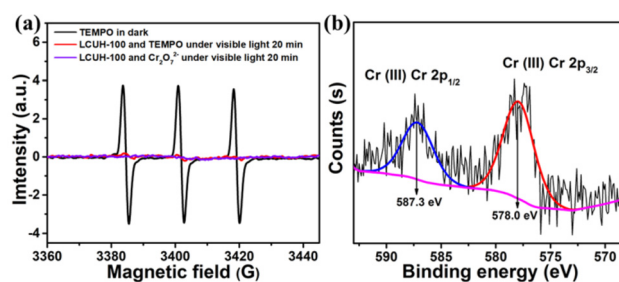 (a)
TEMPO in dark
LCUH-100 and TEMPO under visible light 20 min
LCUH-100 and Cr₂O₇²⁻ under visible light 20 min
Imtensity (a.u.)
6
4
2
0
-2
-4
3360 3380 3400 3420 3440
Magnetic field (G)
(b)
Cr (III) Cr 2p₁/₂
Cr (III) Cr 2p₃/₂
Counts (s)
587.3 eV
578.0 eV
590 585 580 575 570
Binding energy (eV)